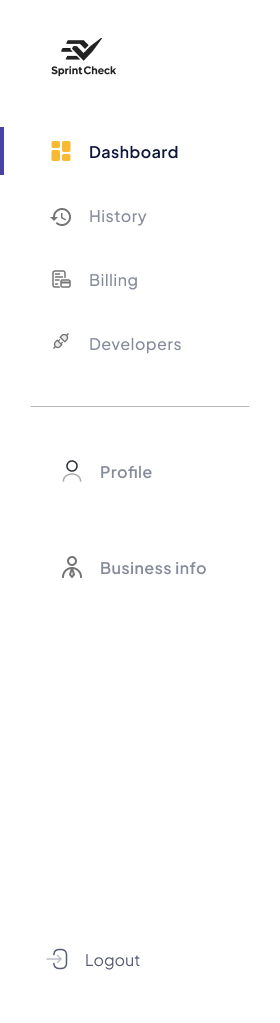 SprintCheck
Dashboard
History
Billing
Developers
Profile
Business info
Logout